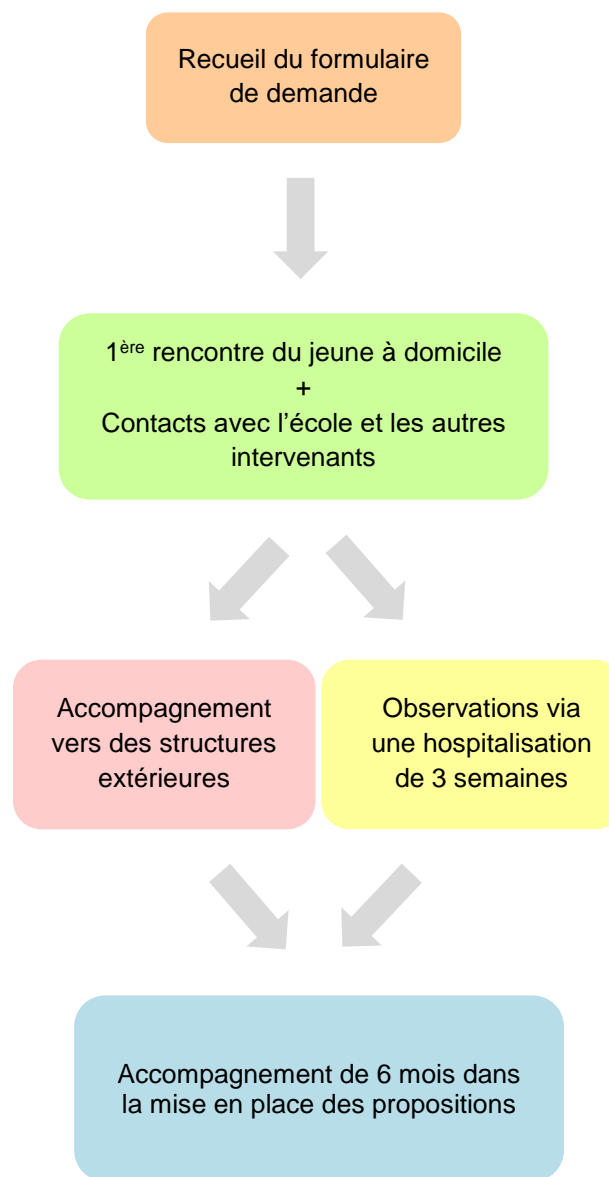 Recueil du formulaire
de demande
1ère rencontre du jeune à domicile
+
Contacts avec l’école et les autres
intervenants
Accompagnement
vers des structures
extérieures
Observations via
une hospitalisation
de 3 semaines
Accompagnement de 6 mois dans
la mise en place des propositions